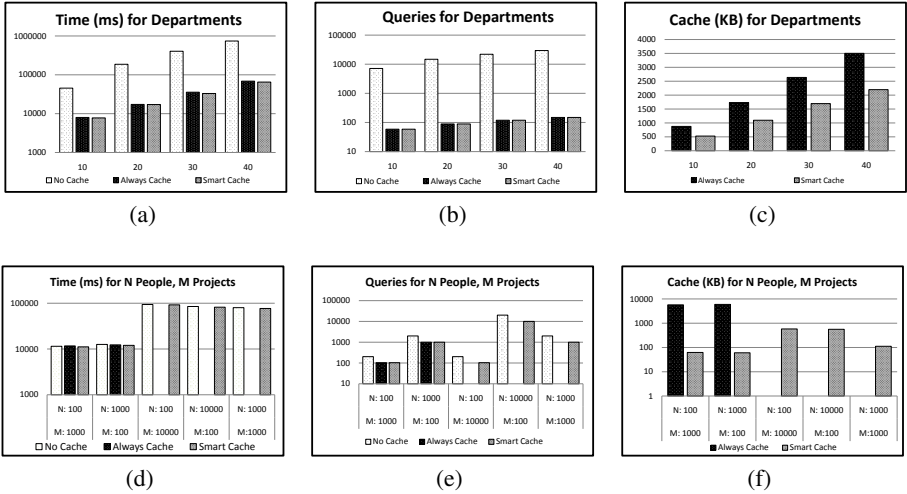 Time (ms) for Departments
1000000
100000
10000
1000
10 20 30 40
No Cache Always Cache Smart Cache
(a)
Queries for Departments
100000
10000
1000
100
10
10 20 30 40
No Cache Always Cache Smart Cache
(b)
Cache (KB) for Departments
4000
3500
3000
2500
2000
1500
1000
500
0
10 20 30 40
Always Cache Smart Cache
(c)
Time (ms) for N People, M Projects
100000
10000
1000
N: 100 N: 1000 N: 100 N: 10000 N: 1000
M: 1000 M: 100 M: 10000 M:100 M:1000
No Cache Always Cache Smart Cache
(d)
Queries for N People, M Projects
100000
10000
1000
100
10
N: 100 N: 1000 N: 100 N: 10000 N: 1000
M: 1000 M: 100 M: 10000 M:100 M:1000
No Cache Always Cache Smart Cache
(e)
Cache (KB) for N People, M Projects
10000
1000
100
10
1
N: 100 N: 1000 N: 100 N: 10000 N: 1000
M: 1000 M: 100 M: 10000 M:100 M:1000
Always Cache Smart Cache
(f)